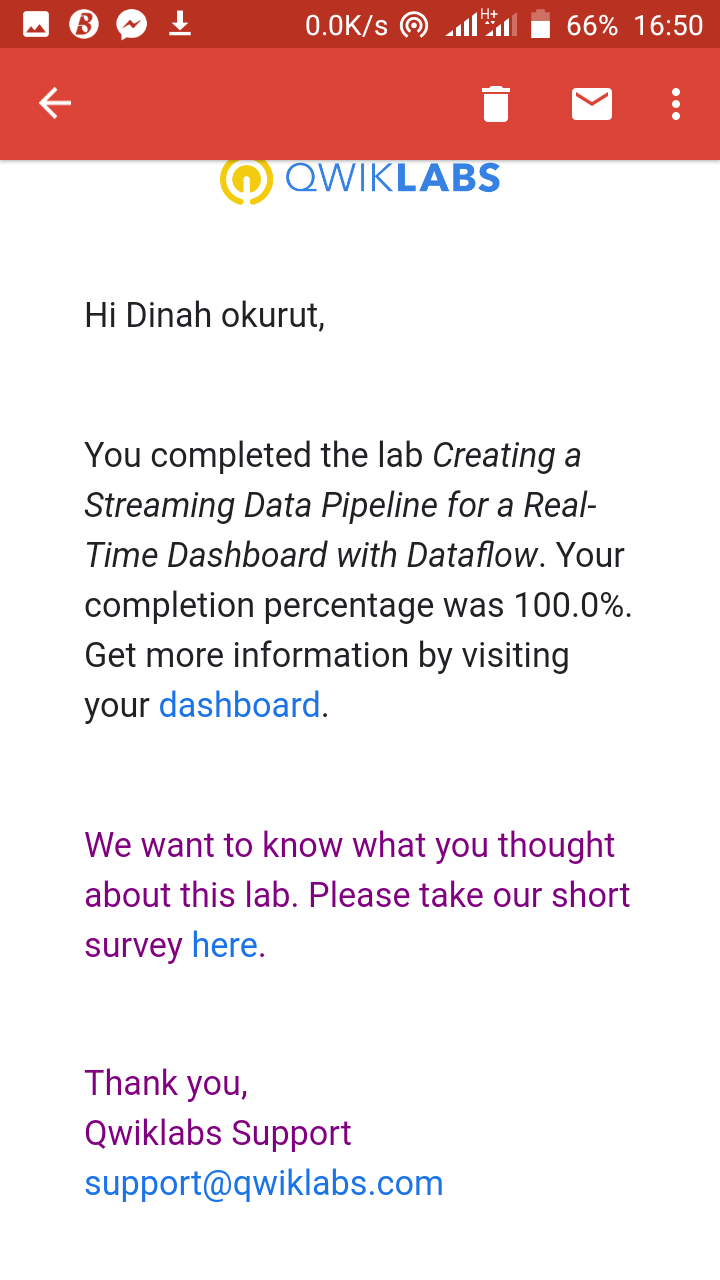 0.0K/s H+ 66% 16:50
QWIKLABS
Hi Dinah okurut,
You completed the lab Creating a
Streaming Data Pipeline for a Real-
Time Dashboard with Dataflow. Your
completion percentage was 100.0%.
Get more information by visiting
your dashboard.
We want to know what you thought
about this lab. Please take our short
survey here.
Thank you,
Qwiklabs Support
support@qwiklabs.com